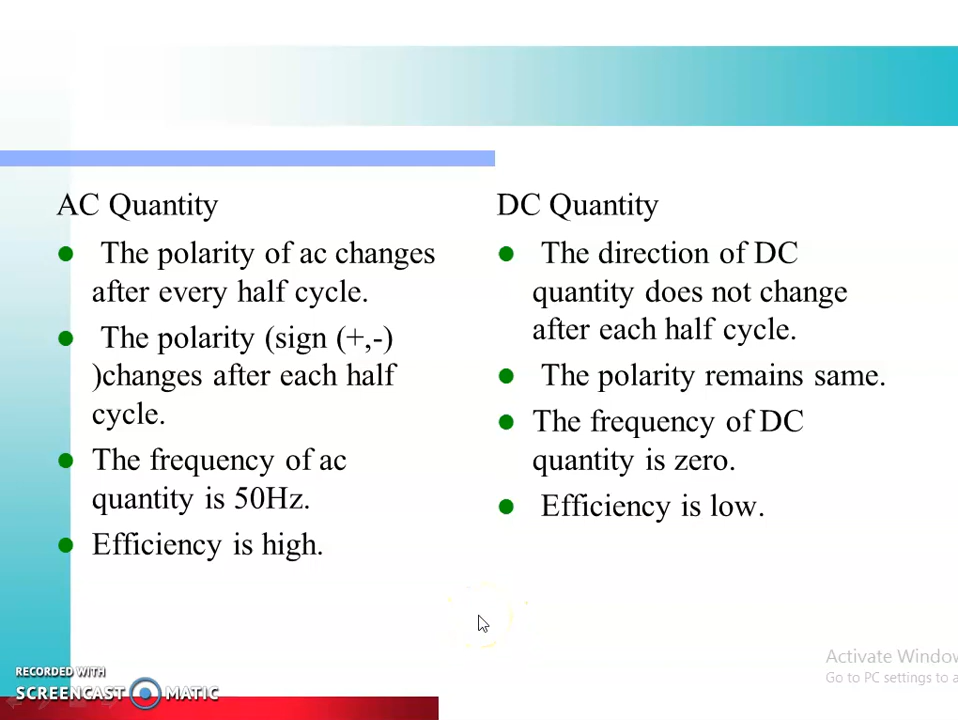 AC Quantity
The polarity of ac changes
after every half cycle.
The polarity (sign (+,-)
)changes after each half
cycle.
The frequency of ac
quantity is 50Hz.
Efficiency is high.
DC Quantity
The direction of DC
quantity does not change
after each half cycle.
The polarity remains same.
The frequency of DC
quantity is zero.
Efficiency is low.
Activate Window
Go to PC settings to a
RECORDED WITH
SCREENCAST MATIC